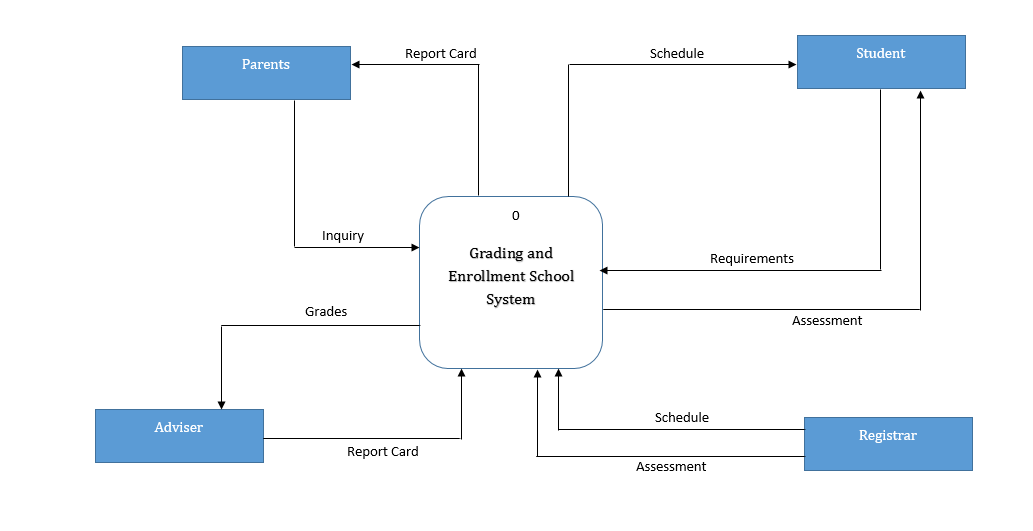 Parents
Report Card
Schedule
Student
0
Grading and
Enrollment School
System
Inquiry
Requirements
Grades
Assessment
Adviser
Report Card
Schedule
Assessment
Registrar